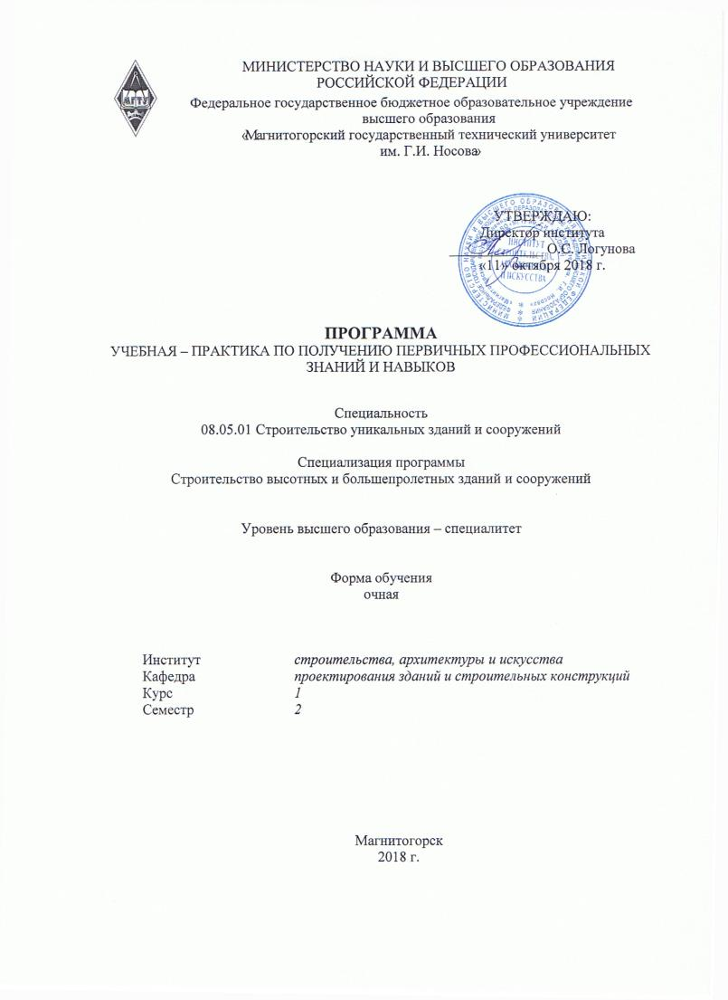 МИНИСТЕРСТВО НАУКИ И ВЫСШЕГО ОБРАЗОВАНИЯ
РОССИЙСКОЙ ФЕДЕРАЦИИ
Федеральное государственное бюджетное образовательное учреждение
высшего образования
«Магнитогорский государственный технический университет
им. Г.И. Носова»
МГТУ
УТВЕРЖДАЮ:
Директор института
О.С. Логунова
«11» октября 2018 г.
ИНСТИТУТ
И ИСКУССТВА
ПРОГРАММА
УЧЕБНАЯ – ПРАКТИКА ПО ПОЛУЧЕНИЮ ПЕРВИЧНЫХ ПРОФЕССИОНАЛЬНЫХ
ЗНАНИЙ И НАВЫКОВ
Специальность
08.05.01 Строительство уникальных зданий и сооружений
Специализация программы
Строительство высотных и большепролетных зданий и сооружений
Уровень высшего образования – специалитет
Форма обучения
очная
Институт строительства, архитектуры и искусства
Кафедра проектирования зданий и строительных конструкций
Курс 1
Семестр 2
Магнитогорск
2018 г.